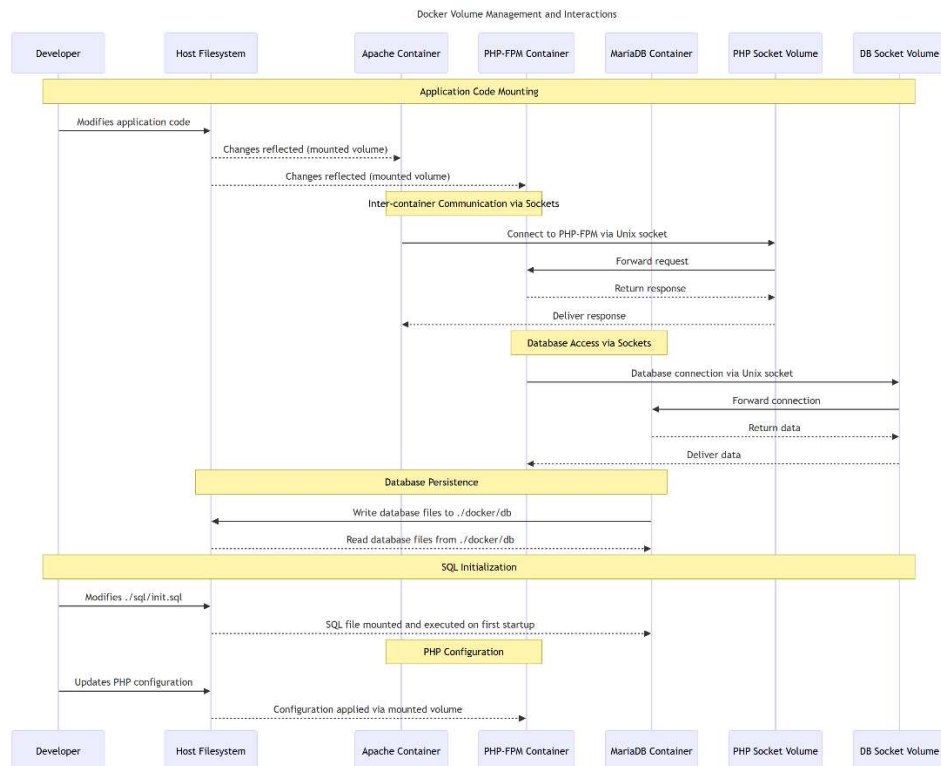 Docker Volume Management and Interactions
Developer
Host Filesystem
Apache Container
PHP-FPM Container
MariaDB Container
PHP Socket Volume
DB Socket Volume
Application Code Mounting
Modifies application code
Changes reflected (mounted volume)
Changes reflected (mounted volume)
Inter-container Communication via Sockets
Connect to PHP-FPM via Unix socket
Forward request
Return response
Deliver response
Database Access via Sockets
Database connection via Unix socket
Forward connection
Return data
Deliver data
Database Persistence
Write database files to ./docker/db
Read database files from ./docker/db
SQL Initialization
Modifies ./sql/init.sql
SQL file mounted and executed on first startup
PHP Configuration
Updates PHP configuration
Configuration applied via mounted volume
Developer
Host Filesystem
Apache Container
PHP-FPM Container
MariaDB Container
PHP Socket Volume
DB Socket Volume